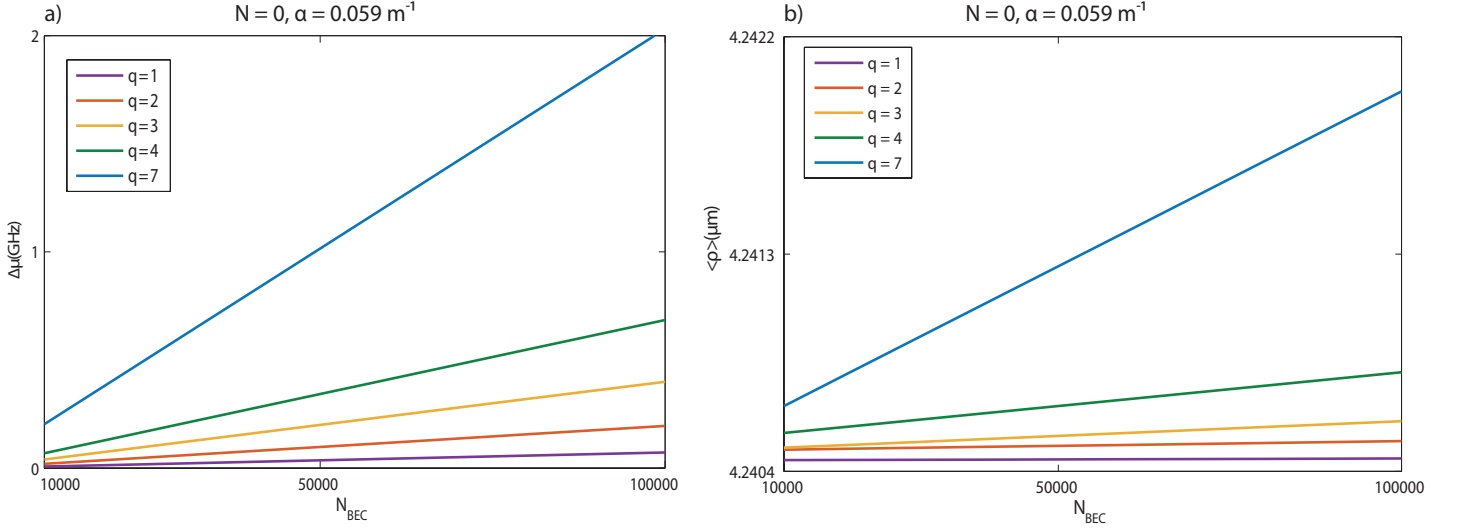 a)
N = 0, α = 0.059 m⁻¹
2
q=1
q=2
q=3
q=4
q=7
Δμ(GHz)
1
0
10000
50000
100000
N_BEC
b)
N = 0, α = 0.059 m⁻¹
4.2422
q = 1
q = 2
q = 3
q = 4
q = 7
<ρ>(μm)
4.2413
4.2404
10000
50000
100000
N_BEC